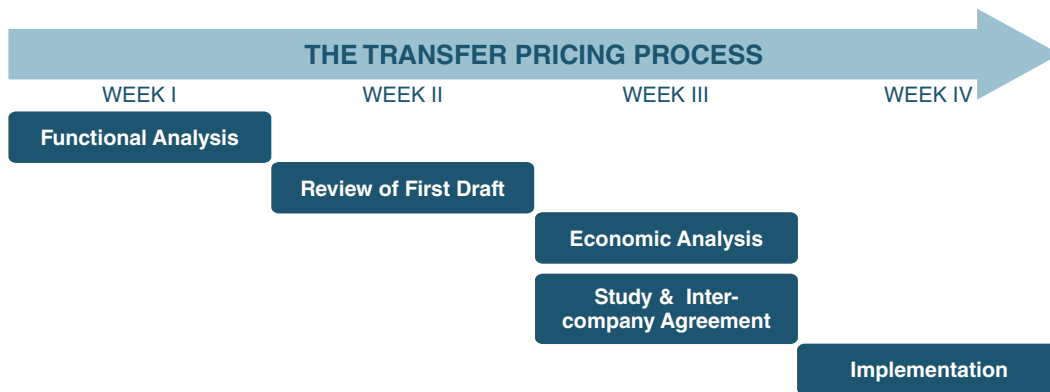 THE TRANSFER PRICING PROCESS
WEEK I
WEEK II
WEEK III
WEEK IV
Functional Analysis
Review of First Draft
Economic Analysis
Study & Inter-
company Agreement
Implementation